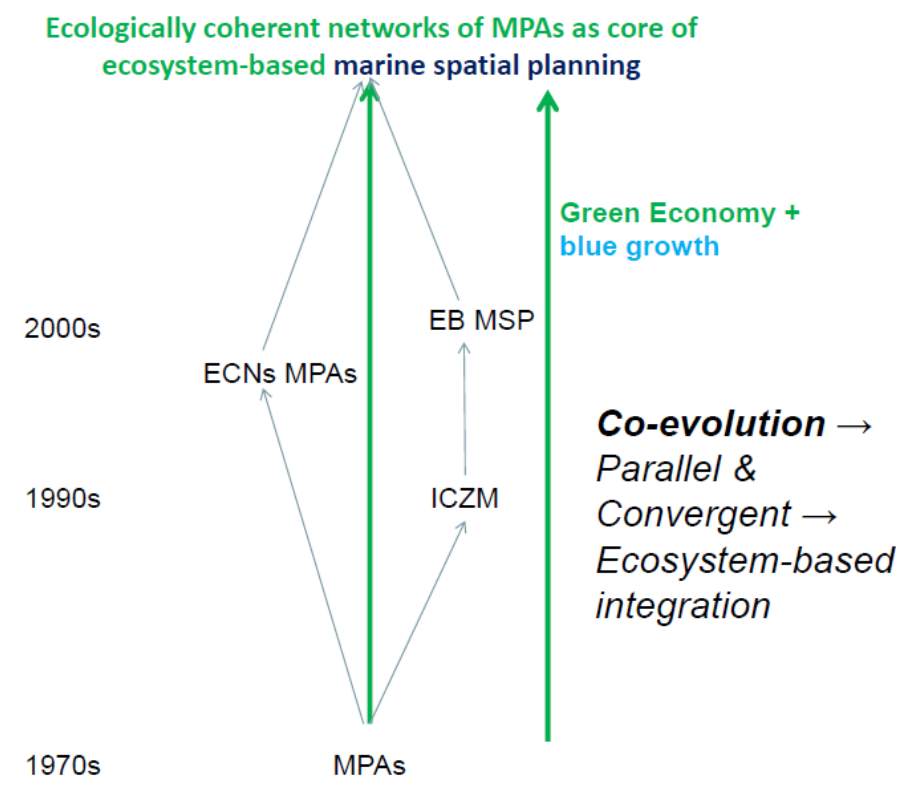 Ecologically coherent networks of MPAs as core of
ecosystem-based marine spatial planning
Green Economy +
blue growth
2000s
EB MSP
ECNs MPAs
Co-evolution →
Parallel &
Convergent →
Ecosystem-based
integration
1990s
ICZM
1970s
MPAs